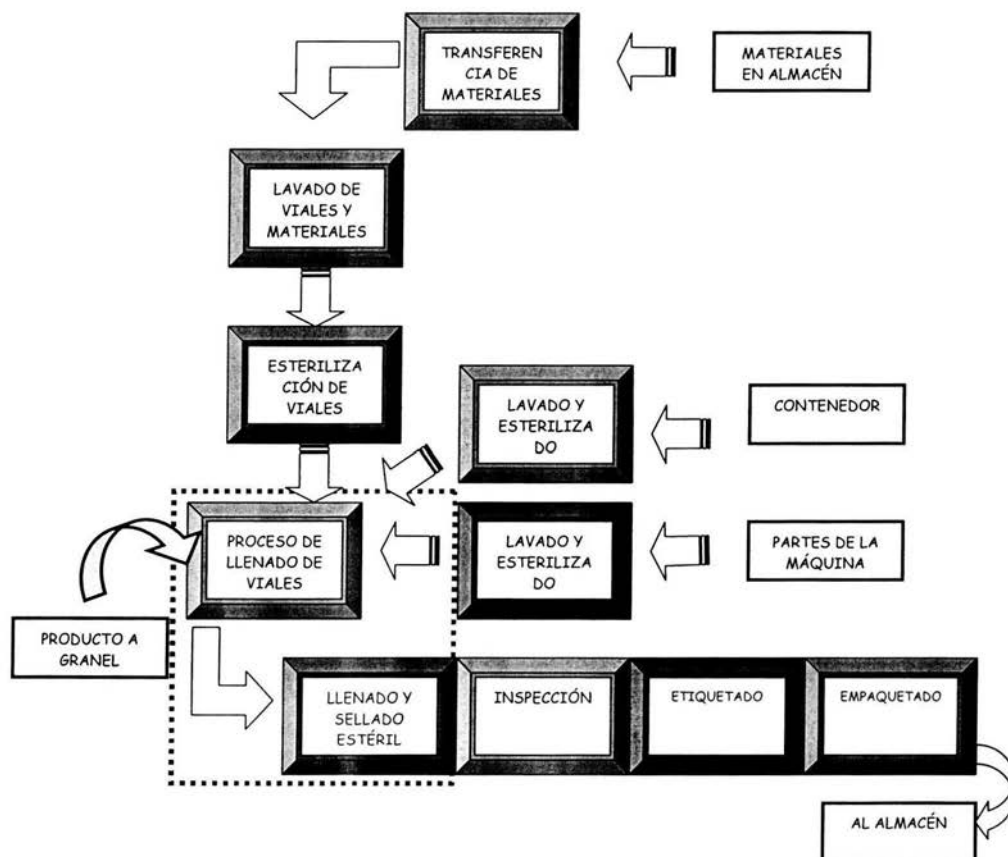 TRANSFEREN
CIA DE
MATERIALES
MATERIALES
EN ALMACÉN
LAVADO DE
VIALES Y
MATERIALES
ESTERILIZA
CIÓN DE
VIALES
LAVADO Y
ESTERILIZA
DO
CONTENEDOR
PROCESO DE
LLENADO DE
VIALES
LAVADO Y
ESTERILIZA
DO
PARTES DE LA
MÁQUINA
PRODUCTO A
GRANEL
LLENADO Y
SELLADO
ESTÉRIL
INSPECCIÓN
ETIQUETADO
EMPAQUETADO
AL ALMACÉN